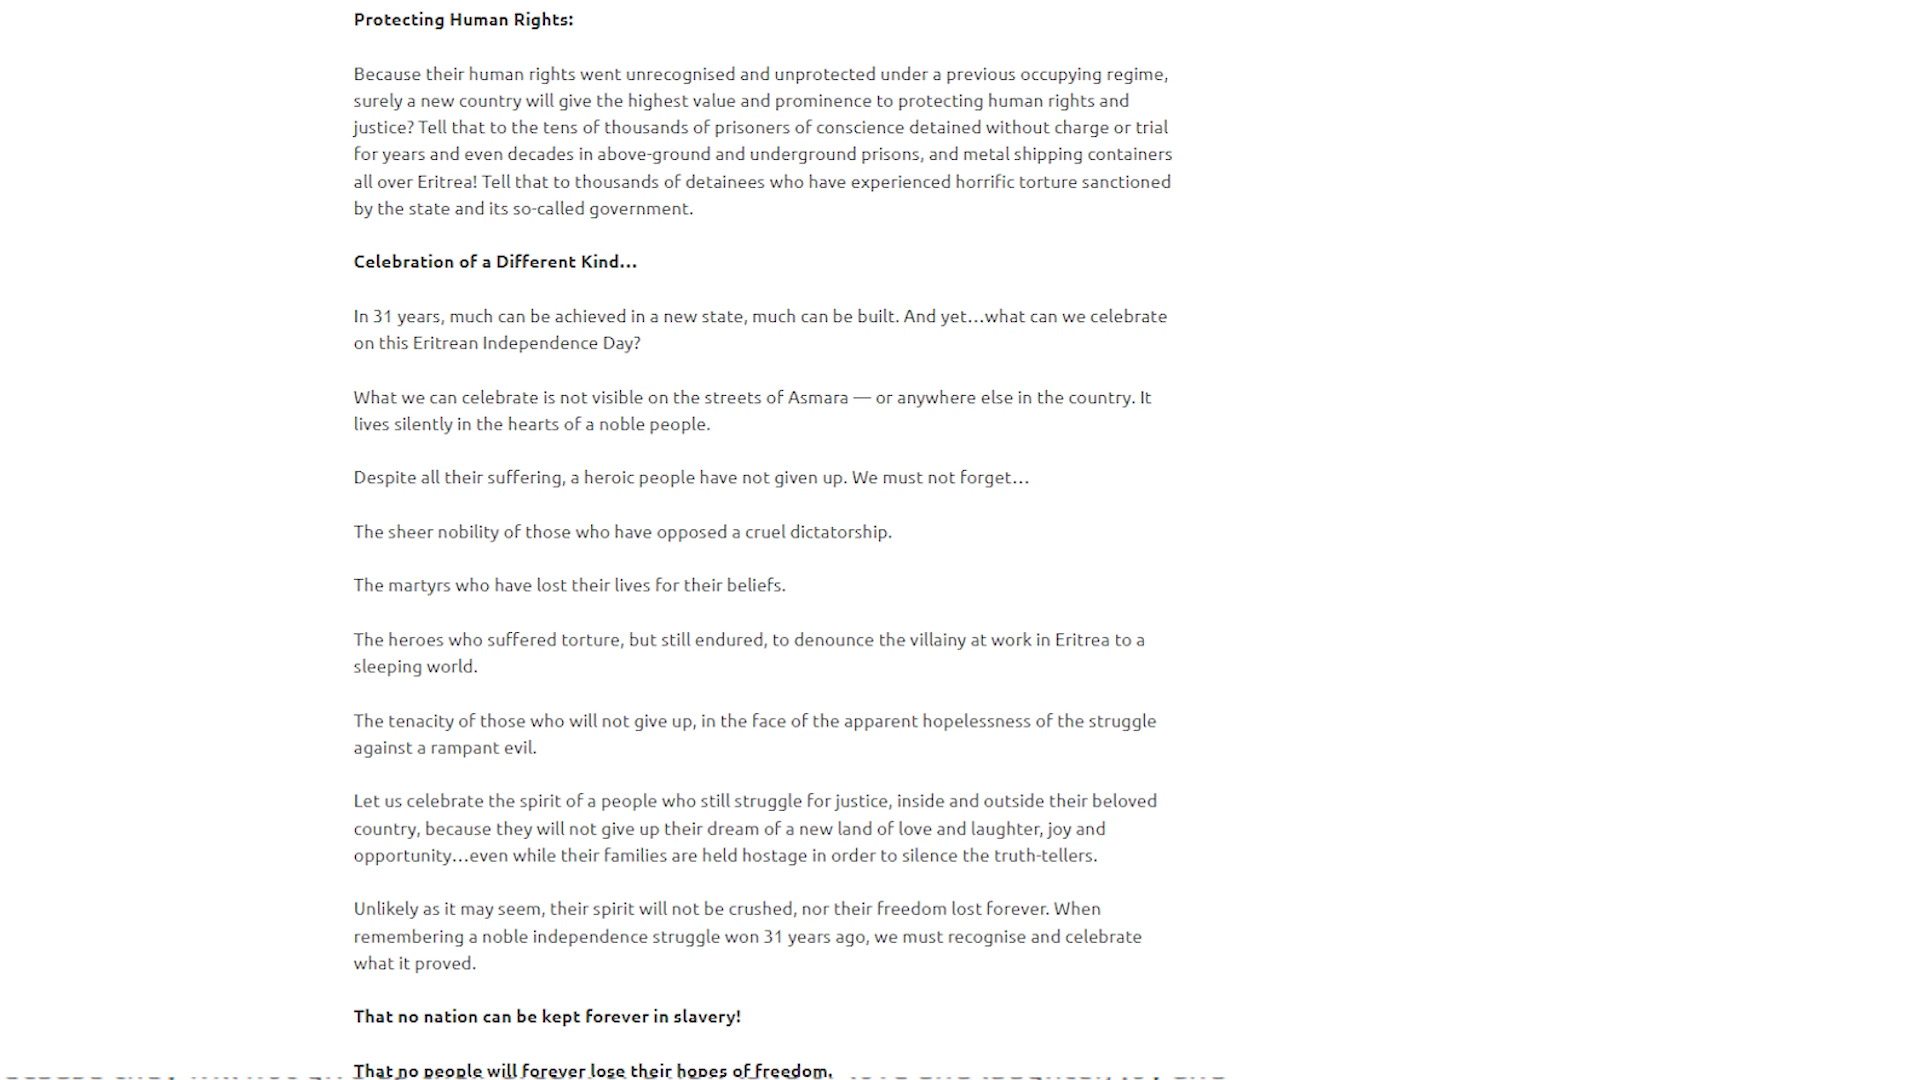 Protecting Human Rights:
Because their human rights went unrecognised and unprotected under a previous occupying regime,
surely a new country will give the highest value and prominence to protecting human rights and
justice? Tell that to the tens of thousands of prisoners of conscience detained without charge or trial
for years and even decades in above-ground and underground prisons, and metal shipping containers
all over Eritrea! Tell that to thousands of detainees who have experienced horrific torture sanctioned
by the state and its so-called government.
Celebration of a Different Kind…
In 31 years, much can be achieved in a new state, much can be built. And yet…what can we celebrate
on this Eritrean Independence Day?
What we can celebrate is not visible on the streets of Asmara — or anywhere else in the country. It
lives silently in the hearts of a noble people.
Despite all their suffering, a heroic people have not given up. We must not forget…
The sheer nobility of those who have opposed a cruel dictatorship.
The martyrs who have lost their lives for their beliefs.
The heroes who suffered torture, but still endured, to denounce the villainy at work in Eritrea to a
sleeping world.
The tenacity of those who will not give up, in the face of the apparent hopelessness of the struggle
against a rampant evil.
Let us celebrate the spirit of a people who still struggle for justice, inside and outside their beloved
country, because they will not give up their dream of a new land of love and laughter, joy and
opportunity…even while their families are held hostage in order to silence the truth-tellers.
Unlikely as it may seem, their spirit will not be crushed, nor their freedom lost forever. When
remembering a noble independence struggle won 31 years ago, we must recognise and celebrate
what it proved.
That no nation can be kept forever in slavery!
That no people will forever lose their hopes of freedom.